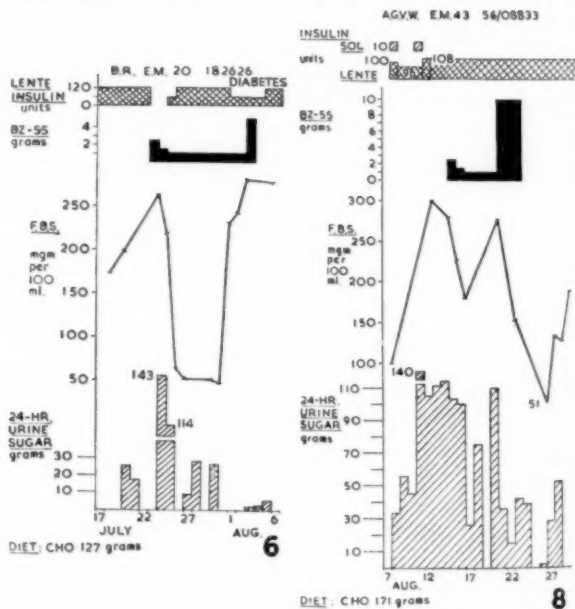 B.R. E.M. 20 182626
DIABETES
LENTE
INSULIN
units
120
0
BZ-55
grams
4
2
F.B.S.
mgm
per
100
ml.
250
200
150
100
50
143
114
24-HR.
URINE
SUGAR
grams
30
20
10
17
22
27
1
6
JULY
AUG.
DIET: CHO 127 grams
6
A.G.V.W. E.M. 43 56/08833
INSULIN
SOL 10
units
100
108
LENTE
BZ-55
grams
10
8
6
4
2
0
F.B.S.
mgm
per
100
ml.
300
250
200
150
100
51
140
24-HR.
URINE
SUGAR
grams
110
90
70
50
30
10
7
12
17
22
27
AUG.
DIET: CHO 171 grams
8